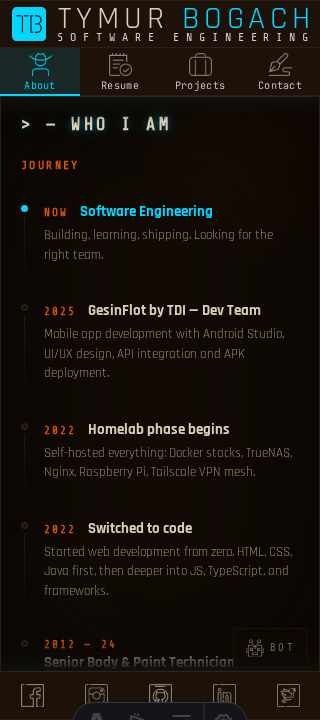 TB TYMUR BOGACH
SOFTWARE ENGINEERING
About Resume Projects Contact
> — WHO I AM
JOURNEY
NOW Software Engineering
Building, learning, shipping. Looking for the
right team.
2025 GesinFlot by TDI — Dev Team
Mobile app development with Android Studio,
UI/UX design, API integration and APK
deployment.
2022 Homelab phase begins
Self-hosted everything: Docker stacks, TrueNAS,
Nginx, Raspberry Pi, Tailscale VPN mesh.
2022 Switched to code
Started web development from zero. HTML, CSS,
Java first, then deeper into JS, TypeScript, and
frameworks.
2012 — 24
Senior Body & Paint Technician
BOT